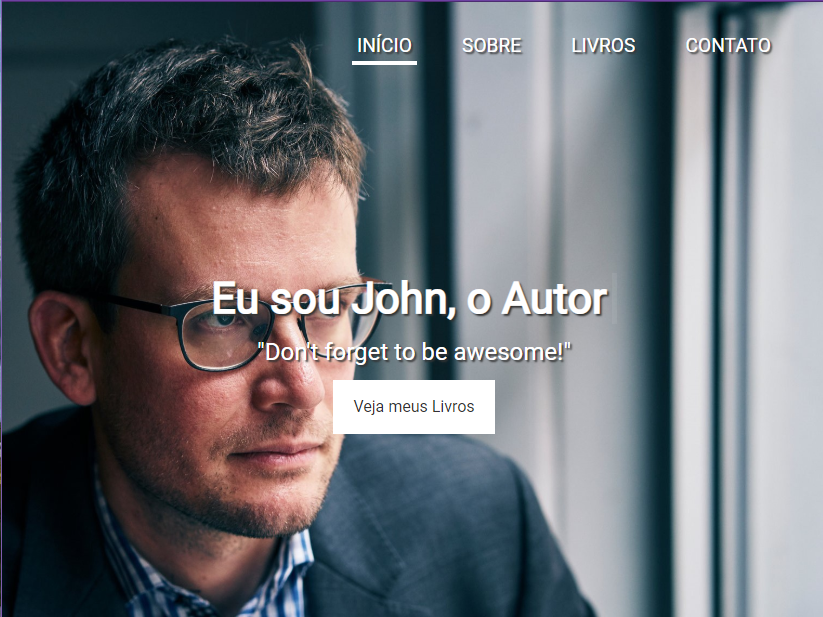 INÍCIO SOBRE LIVROS CONTATO
Eu sou John, o Autor
"Don't forget to be awesome!"
Veja meus Livros